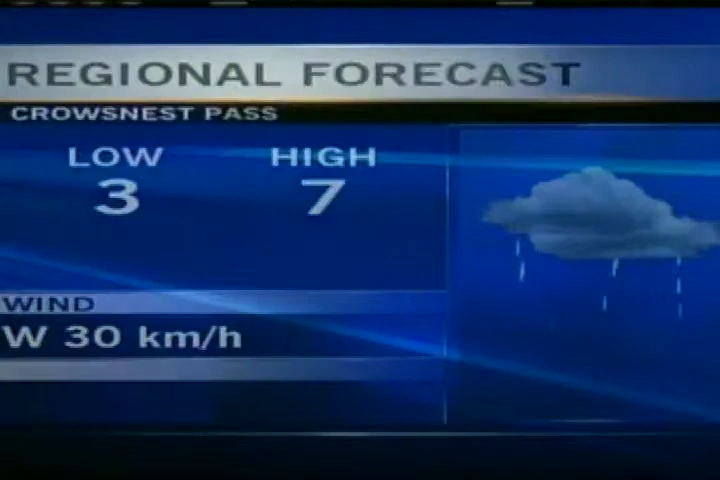 REGIONAL FORECAST
CROWSNEST PASS
LOW HIGH
3 7
WIND
W 30 km/h